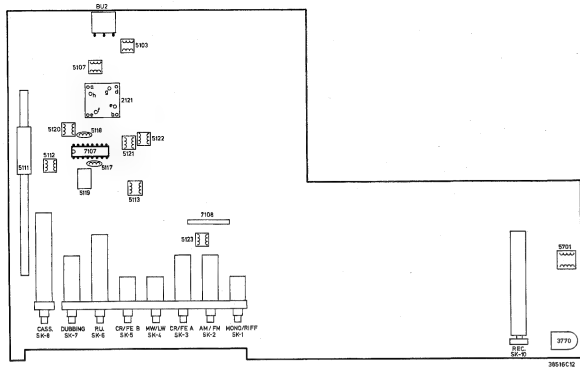 BU2
5103
5107
a
d
h
g
f
2121
5120
5118
5122
5121
7107
5112
5117
5111
5119
5113
7108
5123
5701
CASS. SK-8
DUBBING SK-7
P.U. SK-6
CR/FE B SK-5
MW/LW SK-4
CR/FE A SK-3
AM/FM SK-2
MONO/RIFF SK-1
REC. SK-10
3770
38516C12